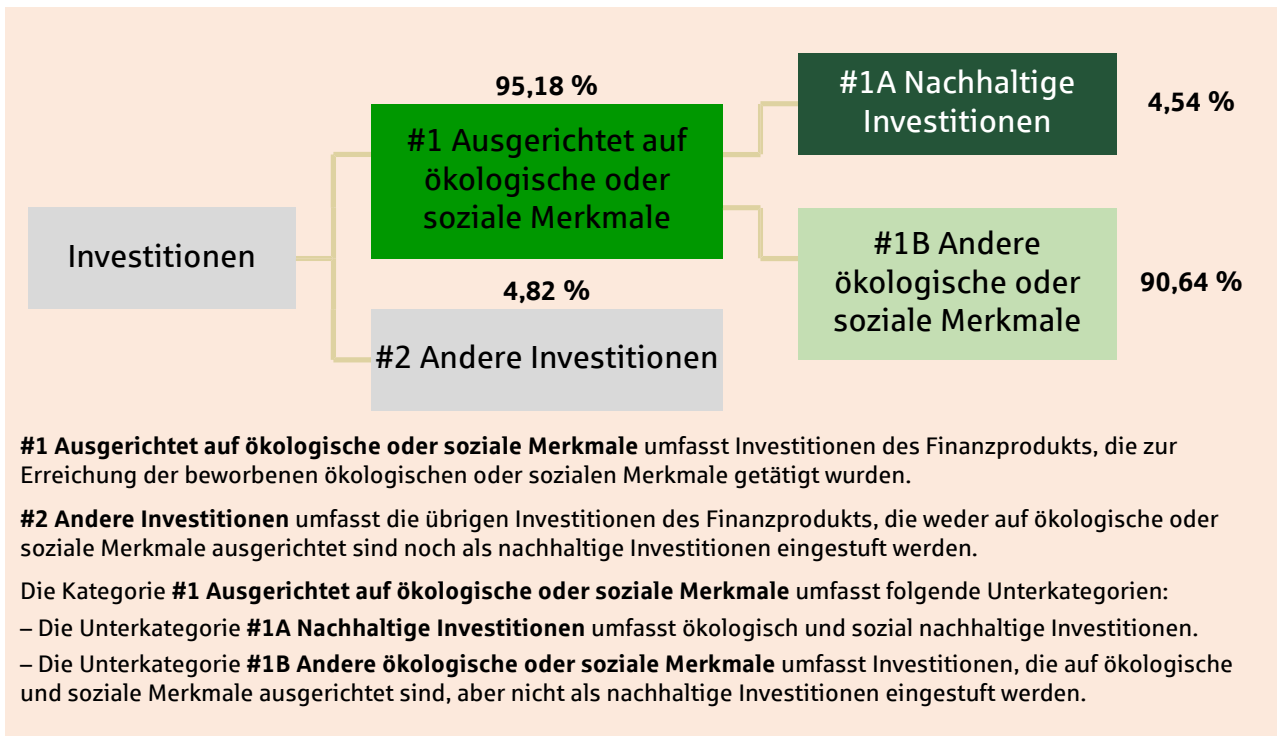 95,18 %
#1 Ausgerichtet auf
ökologische oder
soziale Merkmale
#1A Nachhaltige
Investitionen
4,54 %
Investitionen
#1B Andere
ökologische oder
soziale Merkmale
90,64 %
4,82 %
#2 Andere Investitionen
#1 Ausgerichtet auf ökologische oder soziale Merkmale umfasst Investitionen des Finanzprodukts, die zur
Erreichung der beworbenen ökologischen oder sozialen Merkmale getätigt wurden.
#2 Andere Investitionen umfasst die übrigen Investitionen des Finanzprodukts, die weder auf ökologische oder
soziale Merkmale ausgerichtet sind noch als nachhaltige Investitionen eingestuft werden.
Die Kategorie #1 Ausgerichtet auf ökologische oder soziale Merkmale umfasst folgende Unterkategorien:
– Die Unterkategorie #1A Nachhaltige Investitionen umfasst ökologisch und sozial nachhaltige Investitionen.
– Die Unterkategorie #1B Andere ökologische oder soziale Merkmale umfasst Investitionen, die auf ökologische
und soziale Merkmale ausgerichtet sind, aber nicht als nachhaltige Investitionen eingestuft werden.